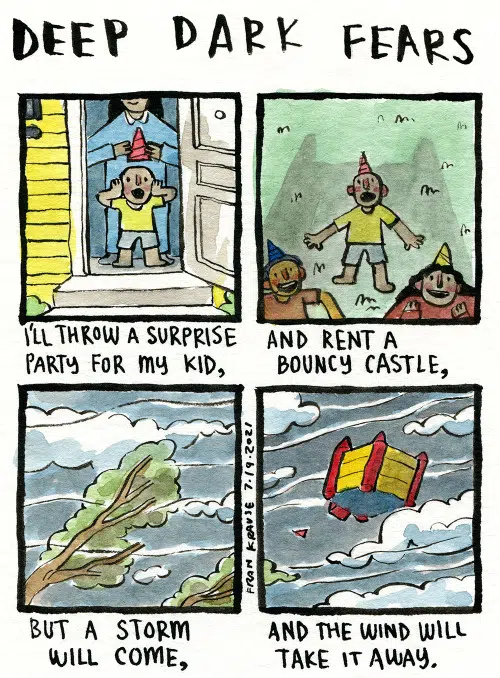 DEEP DARK FEARS
I'LL THROW A SURPRISE
PARTY FOR MY KID,
AND RENT A
BOUNCY CASTLE,
BUT A STORM
WILL COME,
FRAN KRAUSE 7.19.2021
AND THE WIND WILL
TAKE IT AWAY.